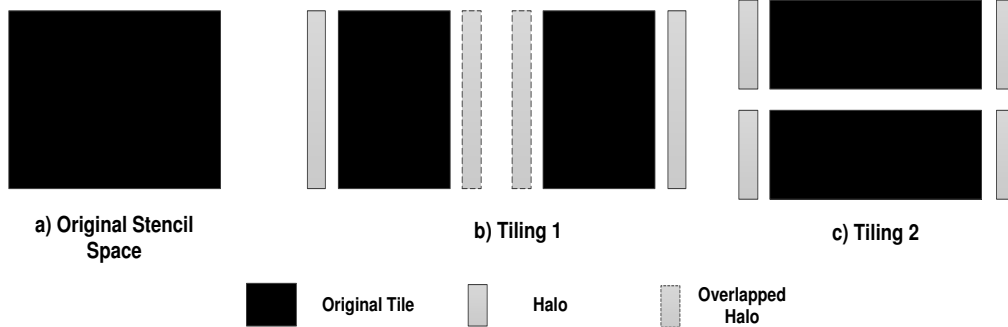 a) Original Stencil
Space
b) Tiling 1
c) Tiling 2
Original Tile
Halo
Overlapped
Halo